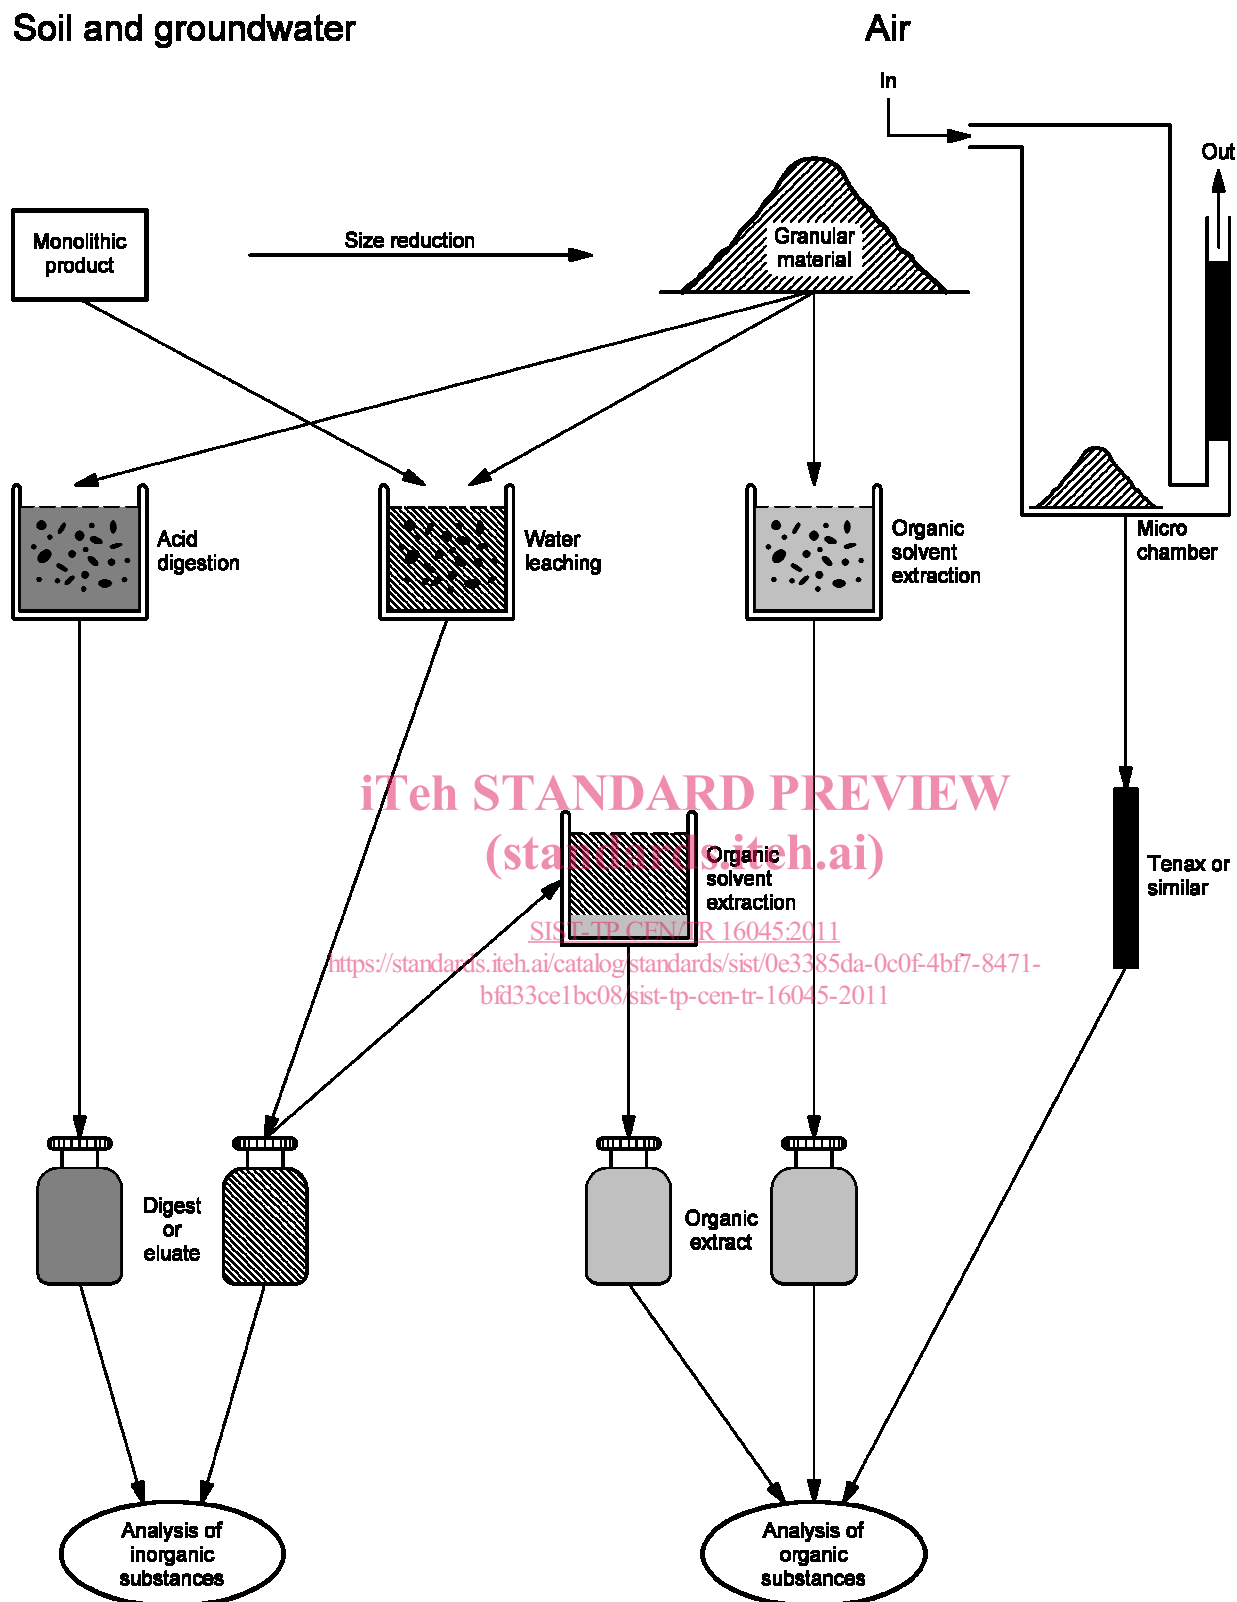 Soil and groundwater
Air
In
Out
Monolithic
product
Size reduction
Granular
material
Acid
digestion
Water
leaching
Organic
solvent
extraction
Micro
chamber
iTeh STANDARD PREVIEW
(standards.iteh.ai)
Organic
solvent
extraction
Tenax or
similar
SIST-TP CEN/TR 16045:2011
https://standards.iteh.ai/catalog/standards/sist/0e3385da-0c0f-4bf7-8471-
bfd33ce1bc08/sist-tp-cen-tr-16045-2011
Digest
or
eluate
Organic
extract
Analysis of
inorganic
substances
Analysis of
organic
substances